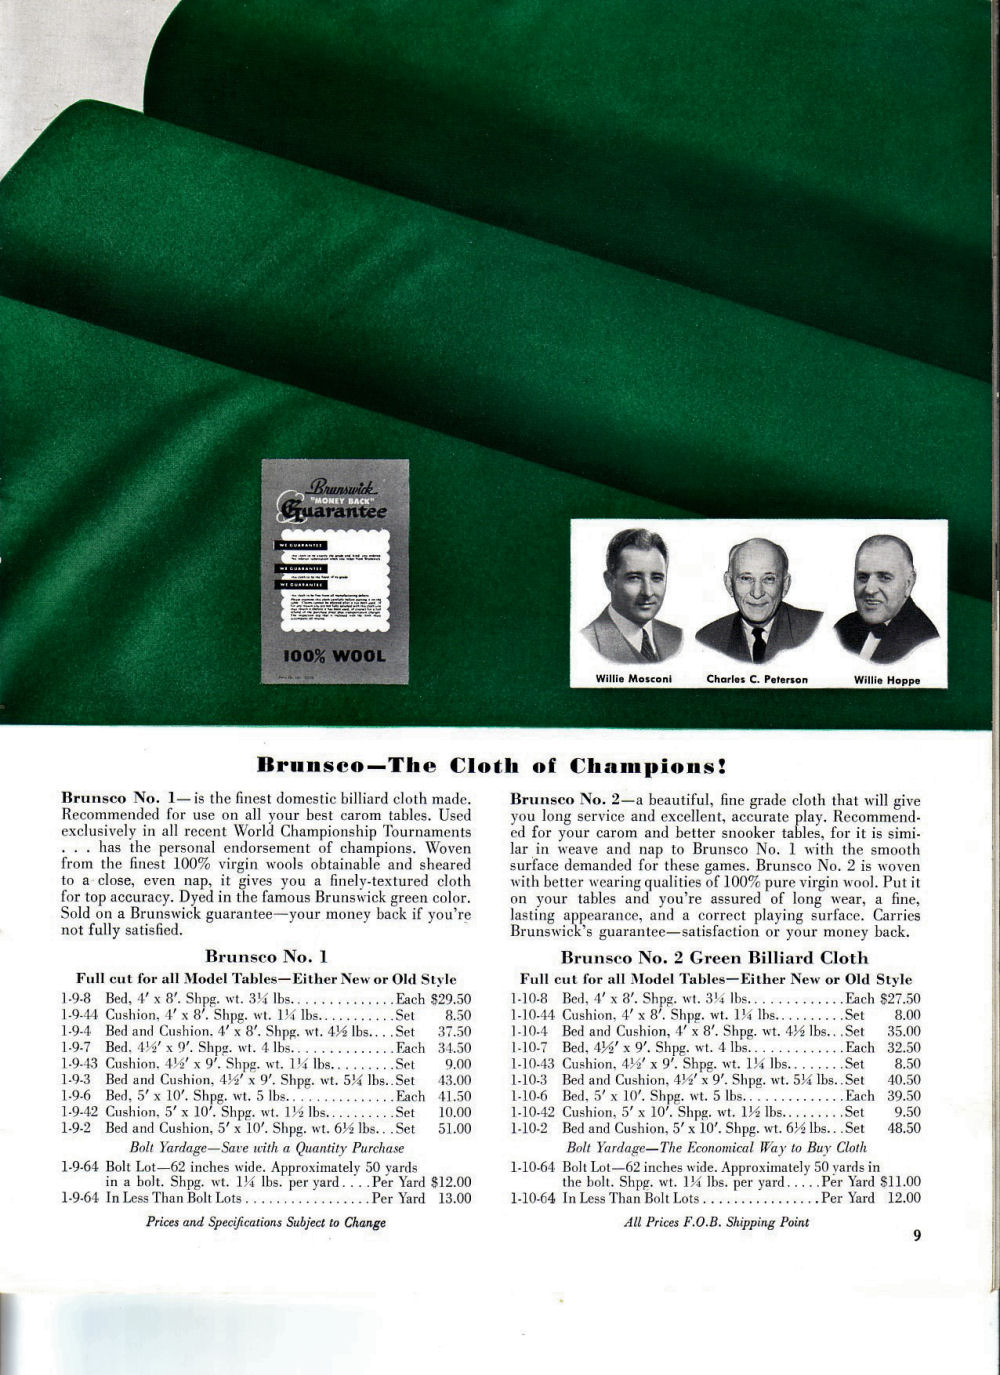 Brunswick
"MONEY BACK"
Guarantee
WE GUARANTEE
WE GUARANTEE
WE GUARANTEE
100% WOOL
Willie Mosconi
Charles C. Peterson
Willie Hoppe
Brunsco—The Cloth of Champions!
Brunsco No. 1—is the finest domestic billiard cloth made.
Recommended for use on all your best carom tables. Used
exclusively in all recent World Championship Tournaments
. . . has the personal endorsement of champions. Woven
from the finest 100% virgin wools obtainable and sheared
to a close, even nap, it gives you a finely-textured cloth
for top accuracy. Dyed in the famous Brunswick green color.
Sold on a Brunswick guarantee—your money back if you're
not fully satisfied.
Brunsco No. 1
Full cut for all Model Tables—Either New or Old Style
1-9-8 Bed, 4' x 8'. Shpg. wt. 3¼ lbs.............Each $29.50
1-9-44 Cushion, 4' x 8'. Shpg. wt. 1¼ lbs..........Set 8.50
1-9-4 Bed and Cushion, 4' x 8'. Shpg. wt. 4½ lbs....Set 37.50
1-9-7 Bed, 4½' x 9'. Shpg. wt. 4 lbs.............Each 34.50
1-9-43 Cushion, 4½' x 9'. Shpg. wt. 1¼ lbs.........Set 9.00
1-9-3 Bed and Cushion, 4½' x 9'. Shpg. wt. 5¼ lbs..Set 43.00
1-9-6 Bed, 5' x 10'. Shpg. wt. 5 lbs...............Each 41.50
1-9-42 Cushion, 5' x 10'. Shpg. wt. 1½ lbs..........Set 10.00
1-9-2 Bed and Cushion, 5' x 10'. Shpg. wt. 6½ lbs...Set 51.00
Bolt Yardage—Save with a Quantity Purchase
1-9-64 Bolt Lot—62 inches wide. Approximately 50 yards
in a bolt. Shpg. wt. 1¼ lbs. per yard....Per Yard $12.00
1-9-64 In Less Than Bolt Lots.................Per Yard 13.00
Prices and Specifications Subject to Change
Brunsco No. 2—a beautiful, fine grade cloth that will give
you long service and excellent, accurate play. Recommend-
ed for your carom and better snooker tables, for it is simi-
lar in weave and nap to Brunsco No. 1 with the smooth
surface demanded for these games. Brunsco No. 2 is woven
with better wearing qualities of 100% pure virgin wool. Put it
on your tables and you're assured of long wear, a fine,
lasting appearance, and a correct playing surface. Carries
Brunswick's guarantee—satisfaction or your money back.
Brunsco No. 2 Green Billiard Cloth
Full cut for all Model Tables—Either New or Old Style
1-10-8 Bed, 4' x 8'. Shpg. wt. 3¼ lbs.............Each $27.50
1-10-44 Cushion, 4' x 8'. Shpg. wt. 1¼ lbs.........Set 8.00
1-10-4 Bed and Cushion, 4' x 8'. Shpg. wt. 4½ lbs...Set 35.00
1-10-7 Bed, 4½' x 9'. Shpg. wt. 4 lbs.............Each 32.50
1-10-43 Cushion, 4½' x 9'. Shpg. wt. 1¼ lbs........Set 8.50
1-10-3 Bed and Cushion, 4½' x 9'. Shpg. wt. 5¼ lbs..Set 40.50
1-10-6 Bed, 5' x 10'. Shpg. wt. 5 lbs..............Each 39.50
1-10-42 Cushion, 5' x 10'. Shpg. wt. 1½ lbs.........Set 9.50
1-10-2 Bed and Cushion, 5' x 10'. Shpg. wt. 6½ lbs...Set 48.50
Bolt Yardage—The Economical Way to Buy Cloth
1-10-64 Bolt Lot—62 inches wide. Approximately 50 yards in
the bolt. Shpg. wt. 1¼ lbs. per yard.....Per Yard $11.00
1-10-64 In Less Than Bolt Lots................Per Yard 12.00
All Prices F.O.B. Shipping Point
9